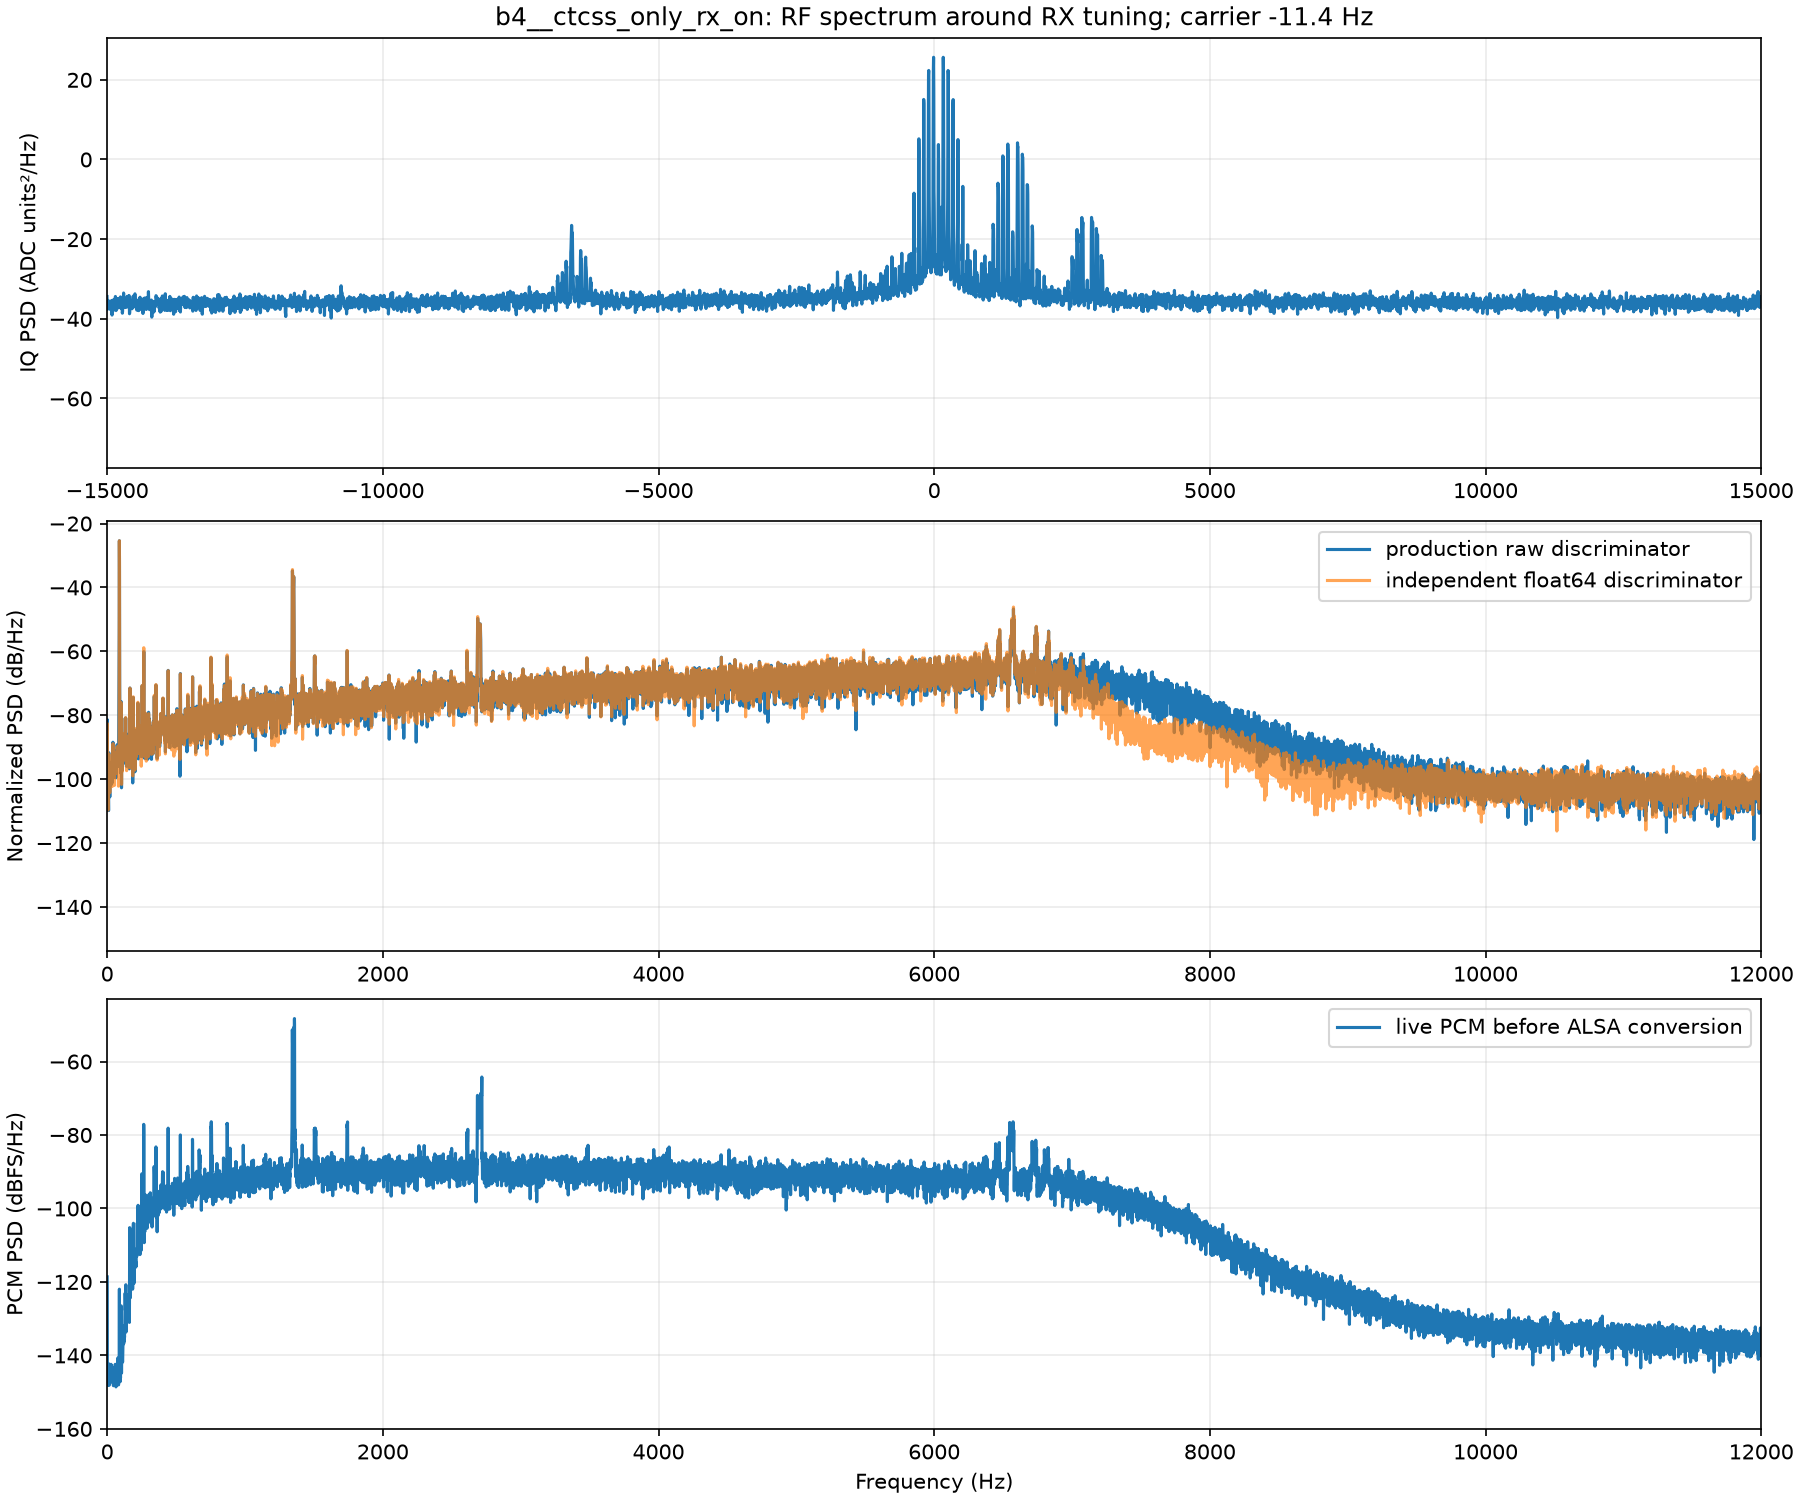 b4__ctcss_only_rx_on: RF spectrum around RX tuning; carrier -11.4 Hz
IQ PSD (ADC units²/Hz)
20
0
−20
−40
−60
−15000 −10000 −5000 0 5000 10000 15000
Normalized PSD (dB/Hz)
−20
−40
−60
−80
−100
−120
−140
production raw discriminator
independent float64 discriminator
0 2000 4000 6000 8000 10000 12000
PCM PSD (dBFS/Hz)
−60
−80
−100
−120
−140
−160
live PCM before ALSA conversion
0 2000 4000 6000 8000 10000 12000
Frequency (Hz)